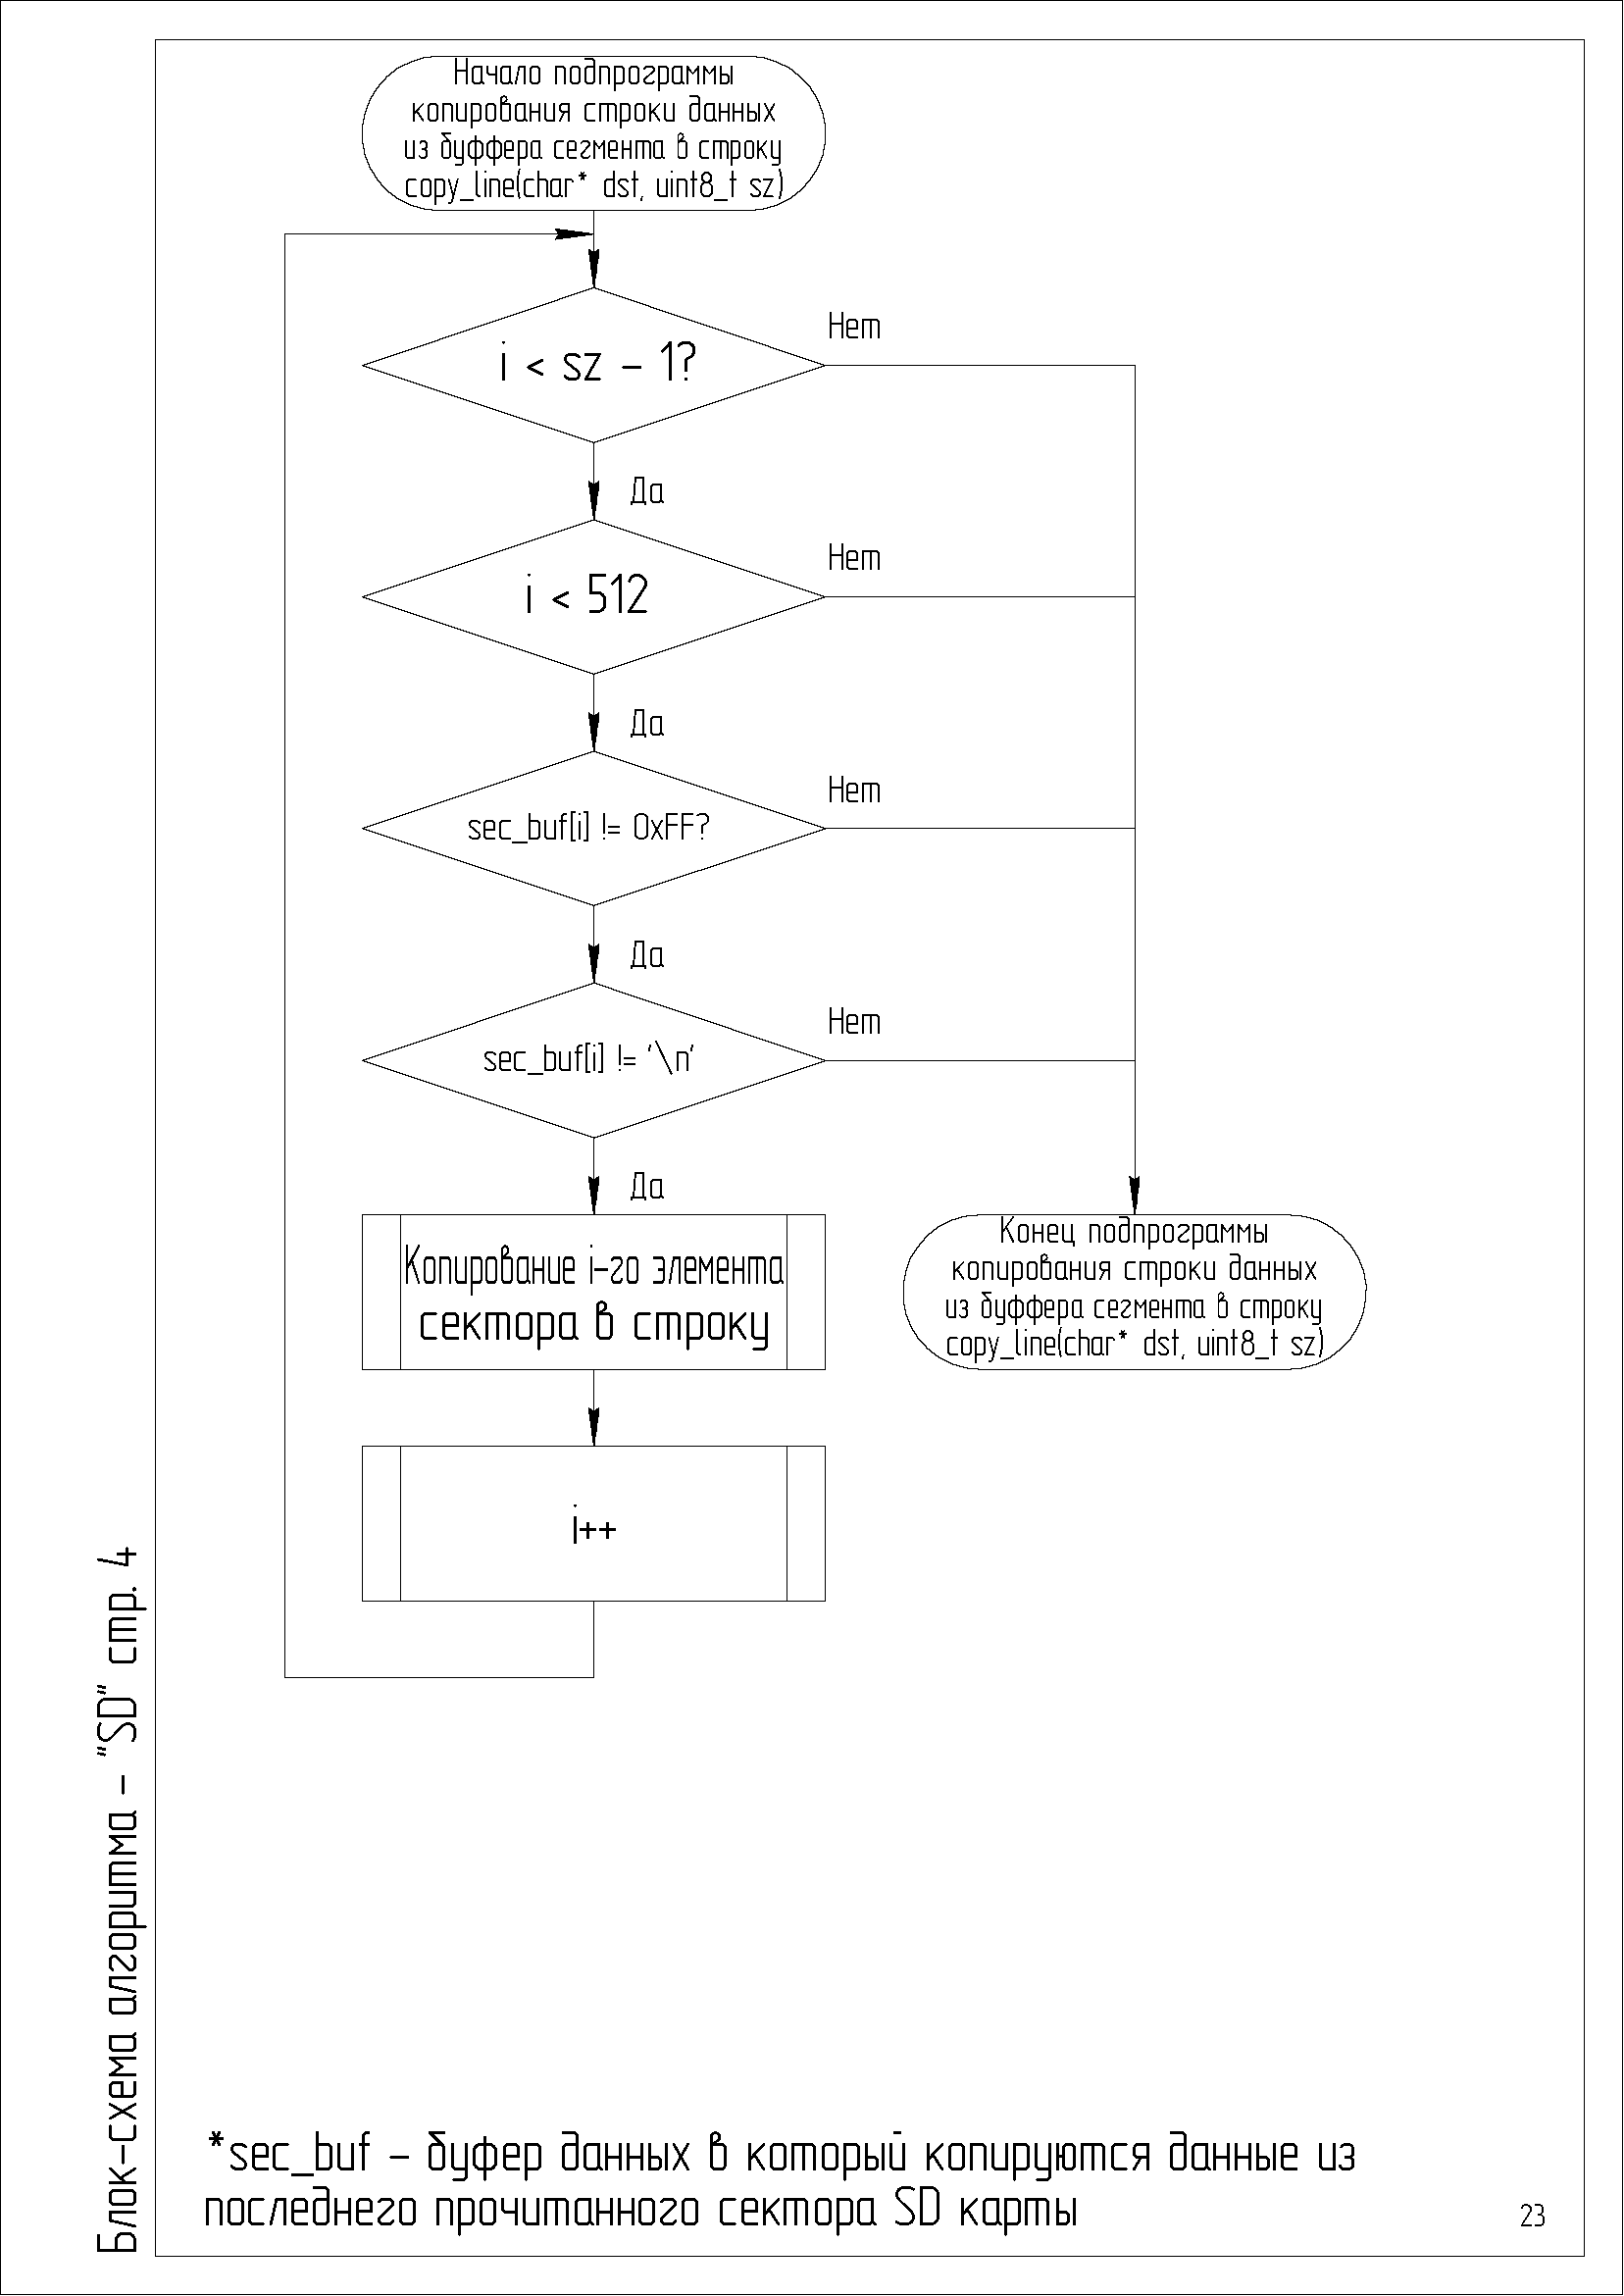 Начало подпрограммы
копирования строки данных
из буффера сегмента в строку
copy_line(char* dst, uint8_t sz)
i < sz - 1?
Нет
Да
i < 512
Нет
Да
sec_buf[i] != 0xFF?
Нет
Да
sec_buf[i] != '\n'
Нет
Да
Копирование i-го элемента
сектора в строку
Конец подпрограммы
копирования строки данных
из буффера сегмента в строку
copy_line(char* dst, uint8_t sz)
i++
Блок-схема алгоритма - "SD" стр. 4
*sec_buf - буфер данных в который копируются данные из
последнего прочитанного сектора SD карты
23